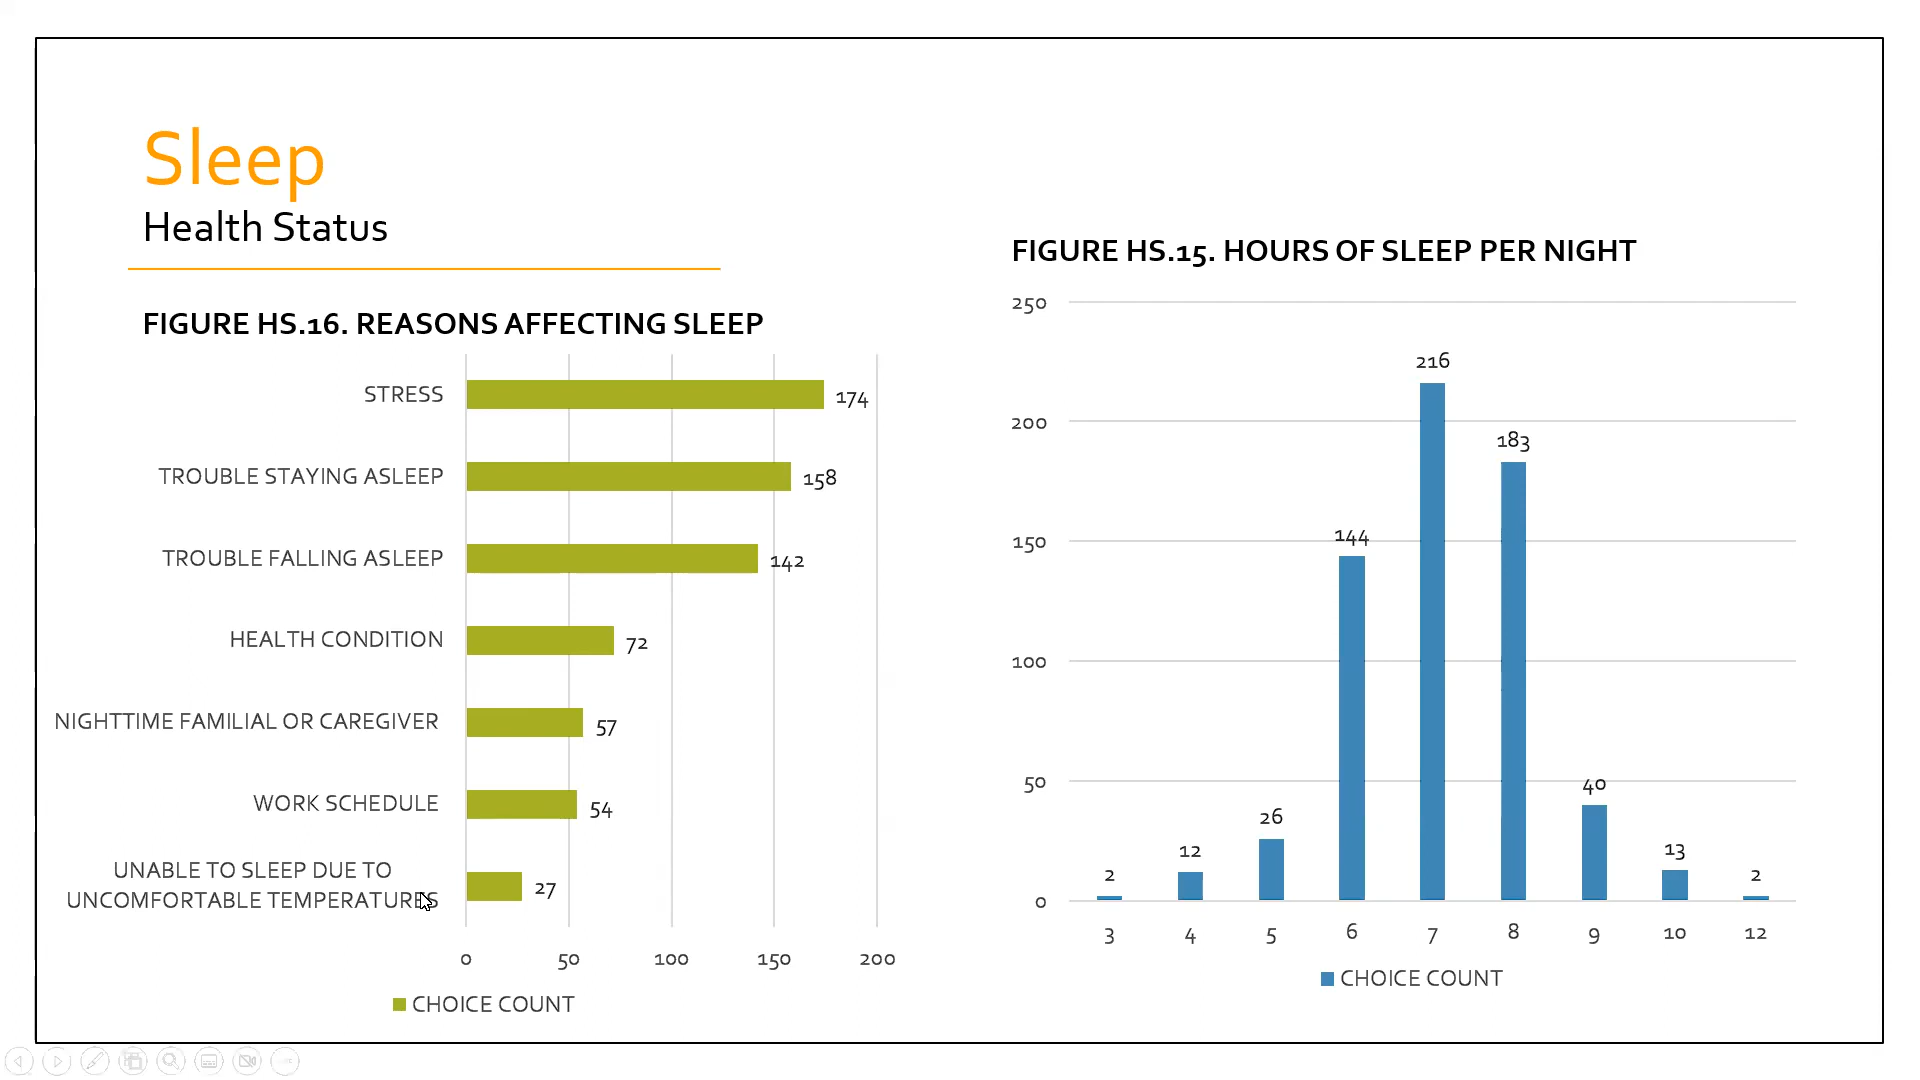 Sleep
Health Status
FIGURE HS.16. REASONS AFFECTING SLEEP
STRESS 174
TROUBLE STAYING ASLEEP 158
TROUBLE FALLING ASLEEP 142
HEALTH CONDITION 72
NIGHTTIME FAMILIAL OR CAREGIVER 57
WORK SCHEDULE 54
UNABLE TO SLEEP DUE TO
UNCOMFORTABLE TEMPERATURES 27
0 50 100 150 200
CHOICE COUNT
FIGURE HS.15. HOURS OF SLEEP PER NIGHT
250
200
150
100
50
0
2 12 26 144 216 183 40 13 2
3 4 5 6 7 8 9 10 12
CHOICE COUNT